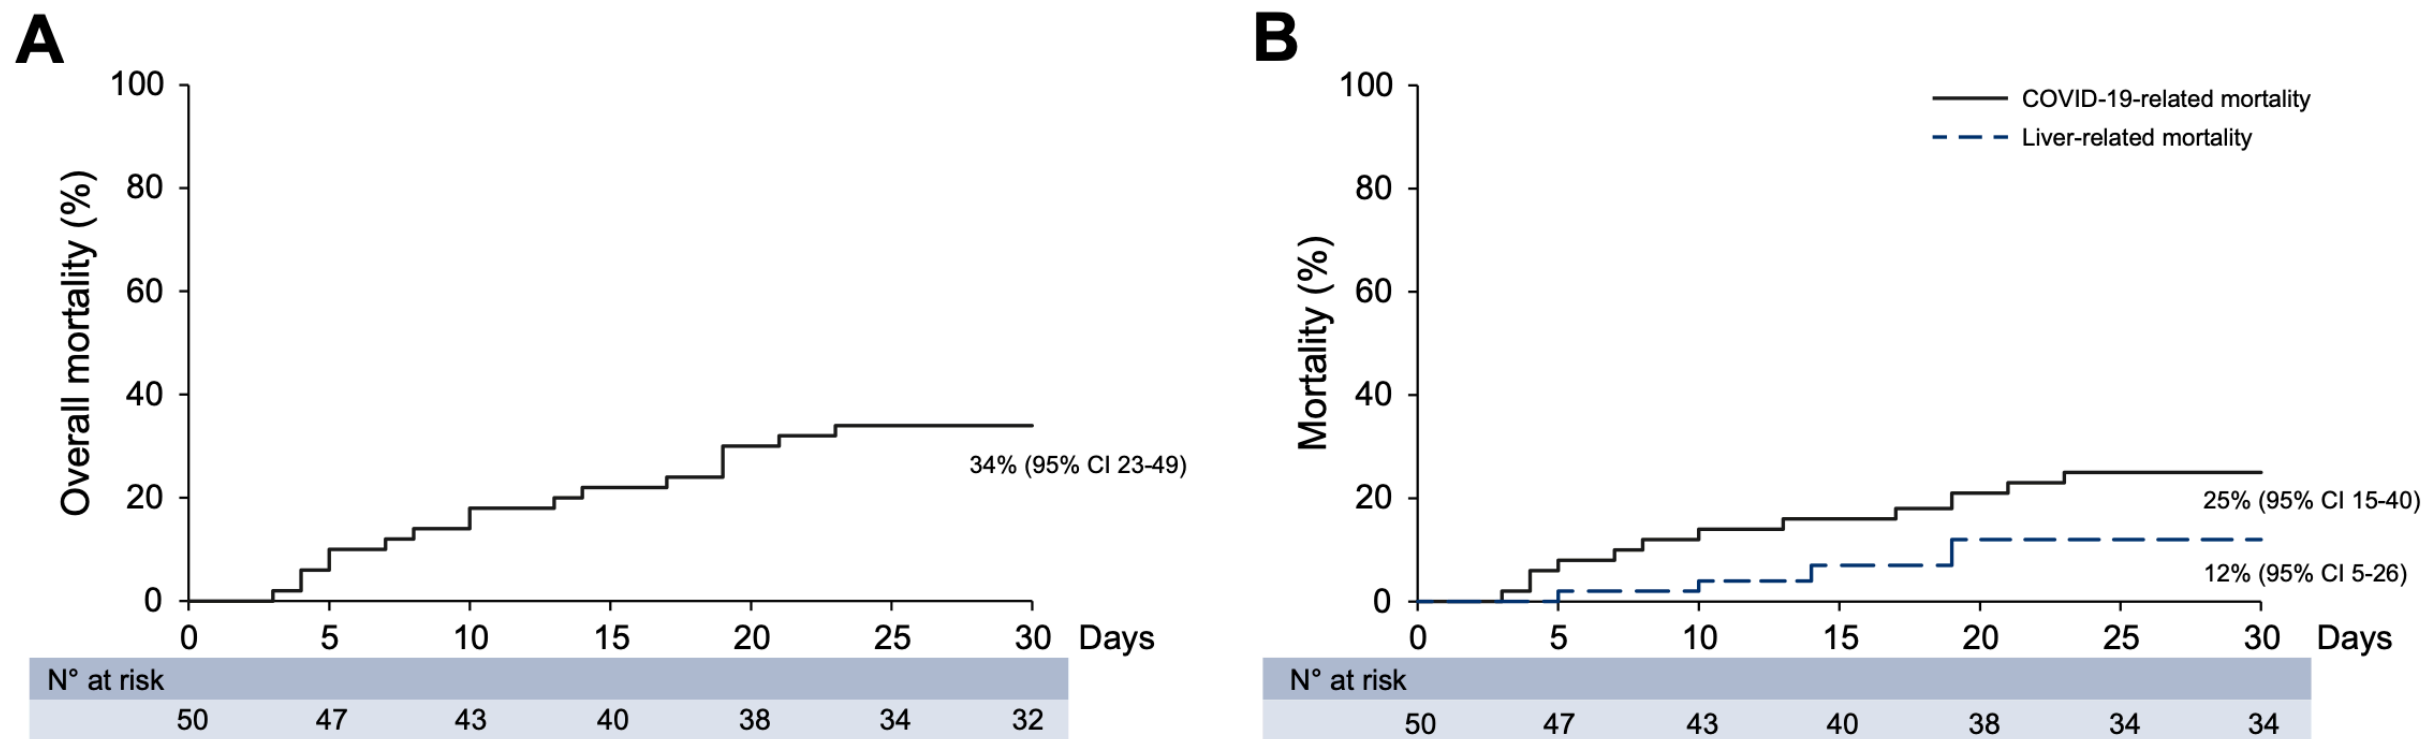 A
Overall mortality (%)
100
80
60
40
20
0
0 5 10 15 20 25 30 Days
34% (95% CI 23-49)
N° at risk
50 47 43 40 38 34 32
B
Mortality (%)
100
80
60
40
20
0
0 5 10 15 20 25 30 Days
COVID-19-related mortality
Liver-related mortality
25% (95% CI 15-40)
12% (95% CI 5-26)
N° at risk
50 47 43 40 38 34 34